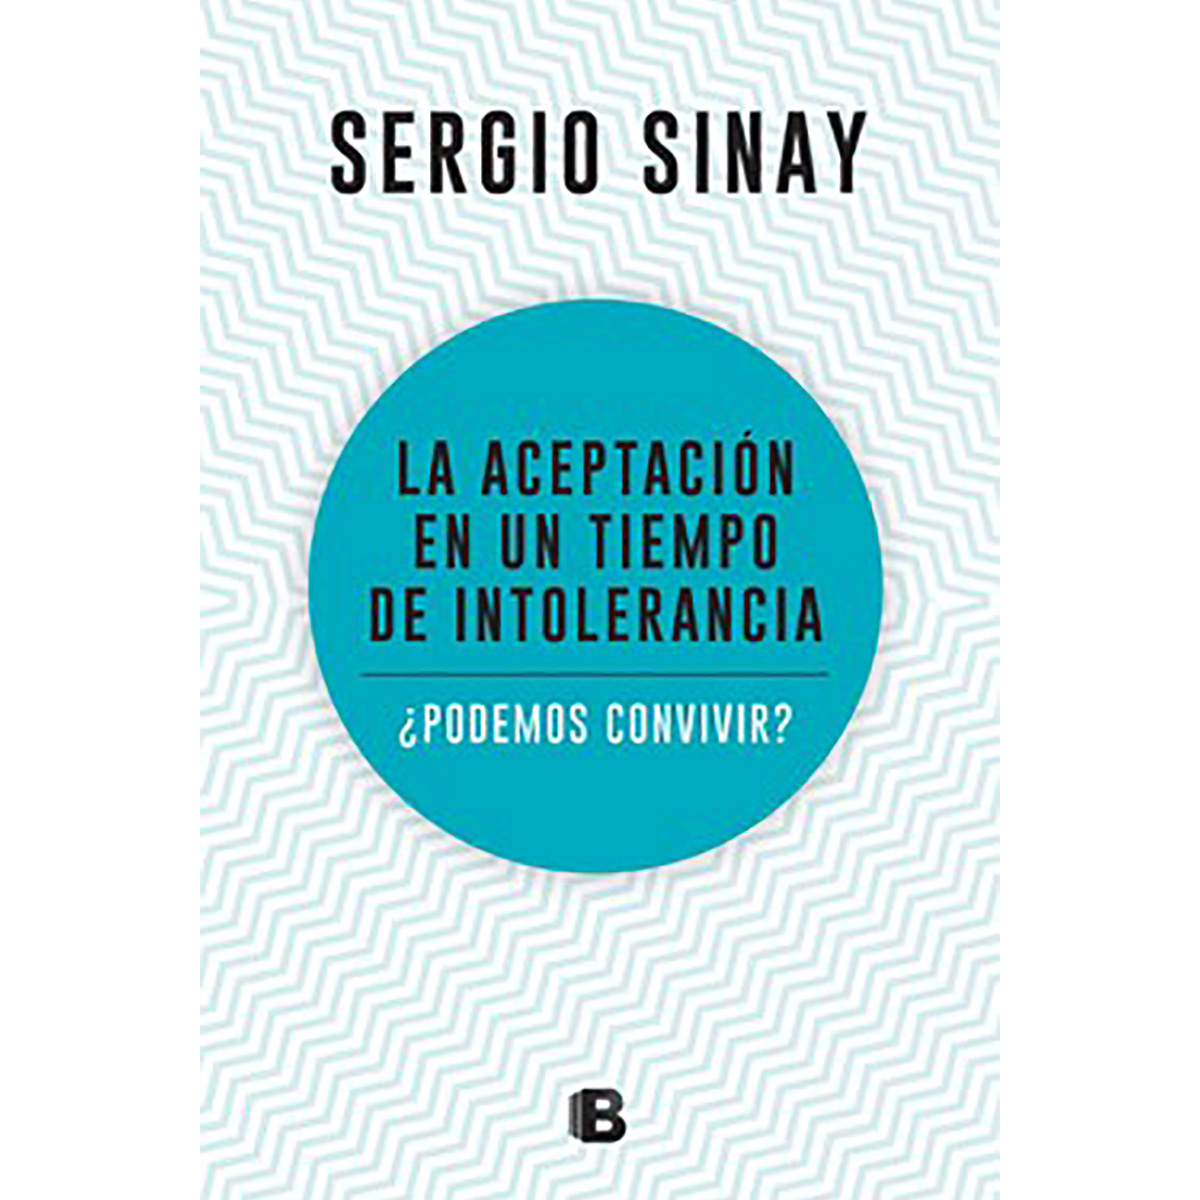 SERGIO SINAY
LA ACEPTACIÓN
EN UN TIEMPO
DE INTOLERANCIA
¿PODEMOS CONVIVIR?
B